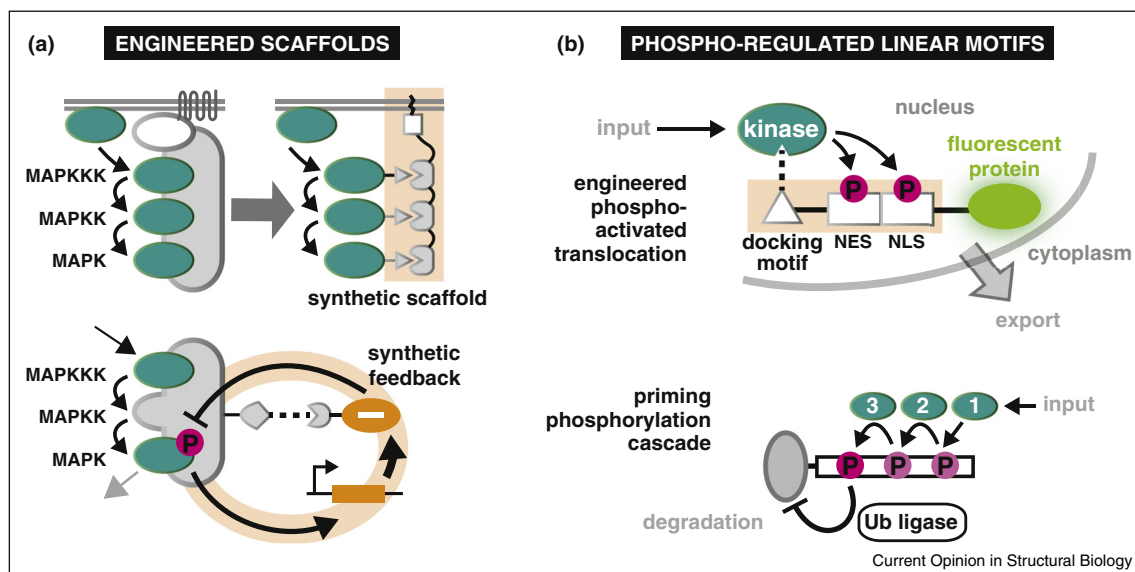 (a)
ENGINEERED SCAFFOLDS
MAPKKK
MAPKK
MAPK
synthetic scaffold
MAPKKK
MAPKK
MAPK
P
synthetic
feedback
(b)
PHOSPHO-REGULATED LINEAR MOTIFS
input
kinase
nucleus
fluorescent
protein
engineered
phospho-
activated
translocation
P
P
docking
motif
NES
NLS
cytoplasm
export
priming
phosphorylation
cascade
3
2
1
input
P
P
P
degradation
Ub ligase
Current Opinion in Structural Biology